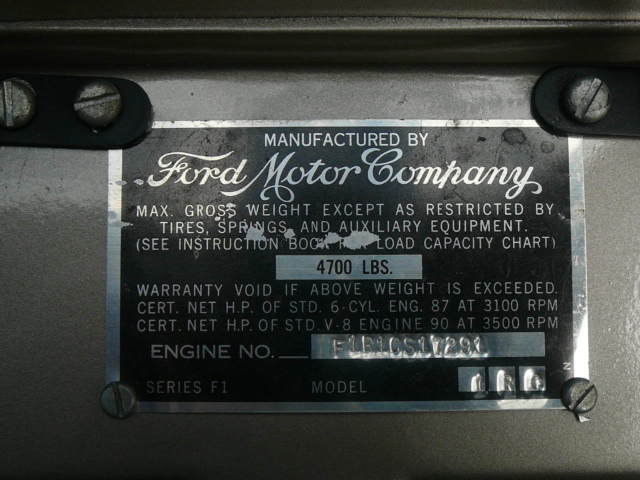 MANUFACTURED BY
Ford Motor Company
MAX. GROSS WEIGHT EXCEPT AS RESTRICTED BY
TIRES, SPRINGS, AND AUXILIARY EQUIPMENT.
(SEE INSTRUCTION BOOK FOR LOAD CAPACITY CHART)
4700 LBS.
WARRANTY VOID IF ABOVE WEIGHT IS EXCEEDED.
CERT. NET H.P. OF STD. 6-CYL. ENG. 87 AT 3100 RPM
CERT. NET H.P. OF STD. V-8 ENGINE 90 AT 3500 RPM
ENGINE NO.
SERIES F1 MODEL
N